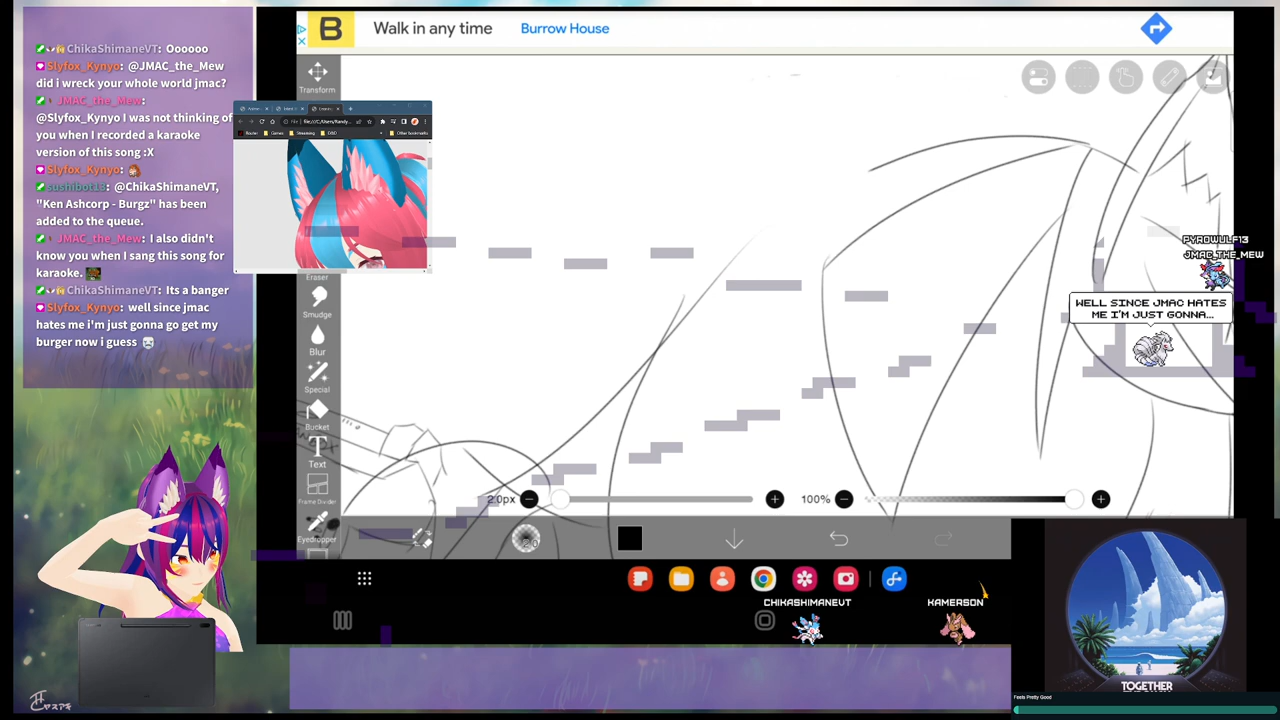 ChikaShimaneVT: Oooooo
Slyfox_Kynyo: @JMAC_the_Mew
did i wreck your whole world jmac?
JMAC_the_Mew:
@Slyfox_Kynyo I was not thinking of
you when I recorded a karaoke
version of this song :X
Slyfox_Kynyo:
sushibot13: @ChikaShimaneVT,
"Ken Ashcorp - Burgz" has been
added to the queue.
JMAC_the_Mew: I also didn't
know you when I sang this song for
karaoke.
ChikaShimaneVT: Its a banger
Slyfox_Kynyo: well since jmac
hates me i'm just gonna go get my
burger now i guess
B
Walk in any time
Burrow House
Transform
Games
Streaming
Other bookmarks
Eraser
Smudge
Blur
Special
Bucket
T
Text
Frame Divider
Eyedropper
2.0px
100%
PYROWULF13
JMAC_THE_MEW
WELL SINCE JMAC HATES
ME I'M JUST GONNA...
CHIKASHIMANEVT
KAMERSON
TOGETHER
Feels Pretty Good